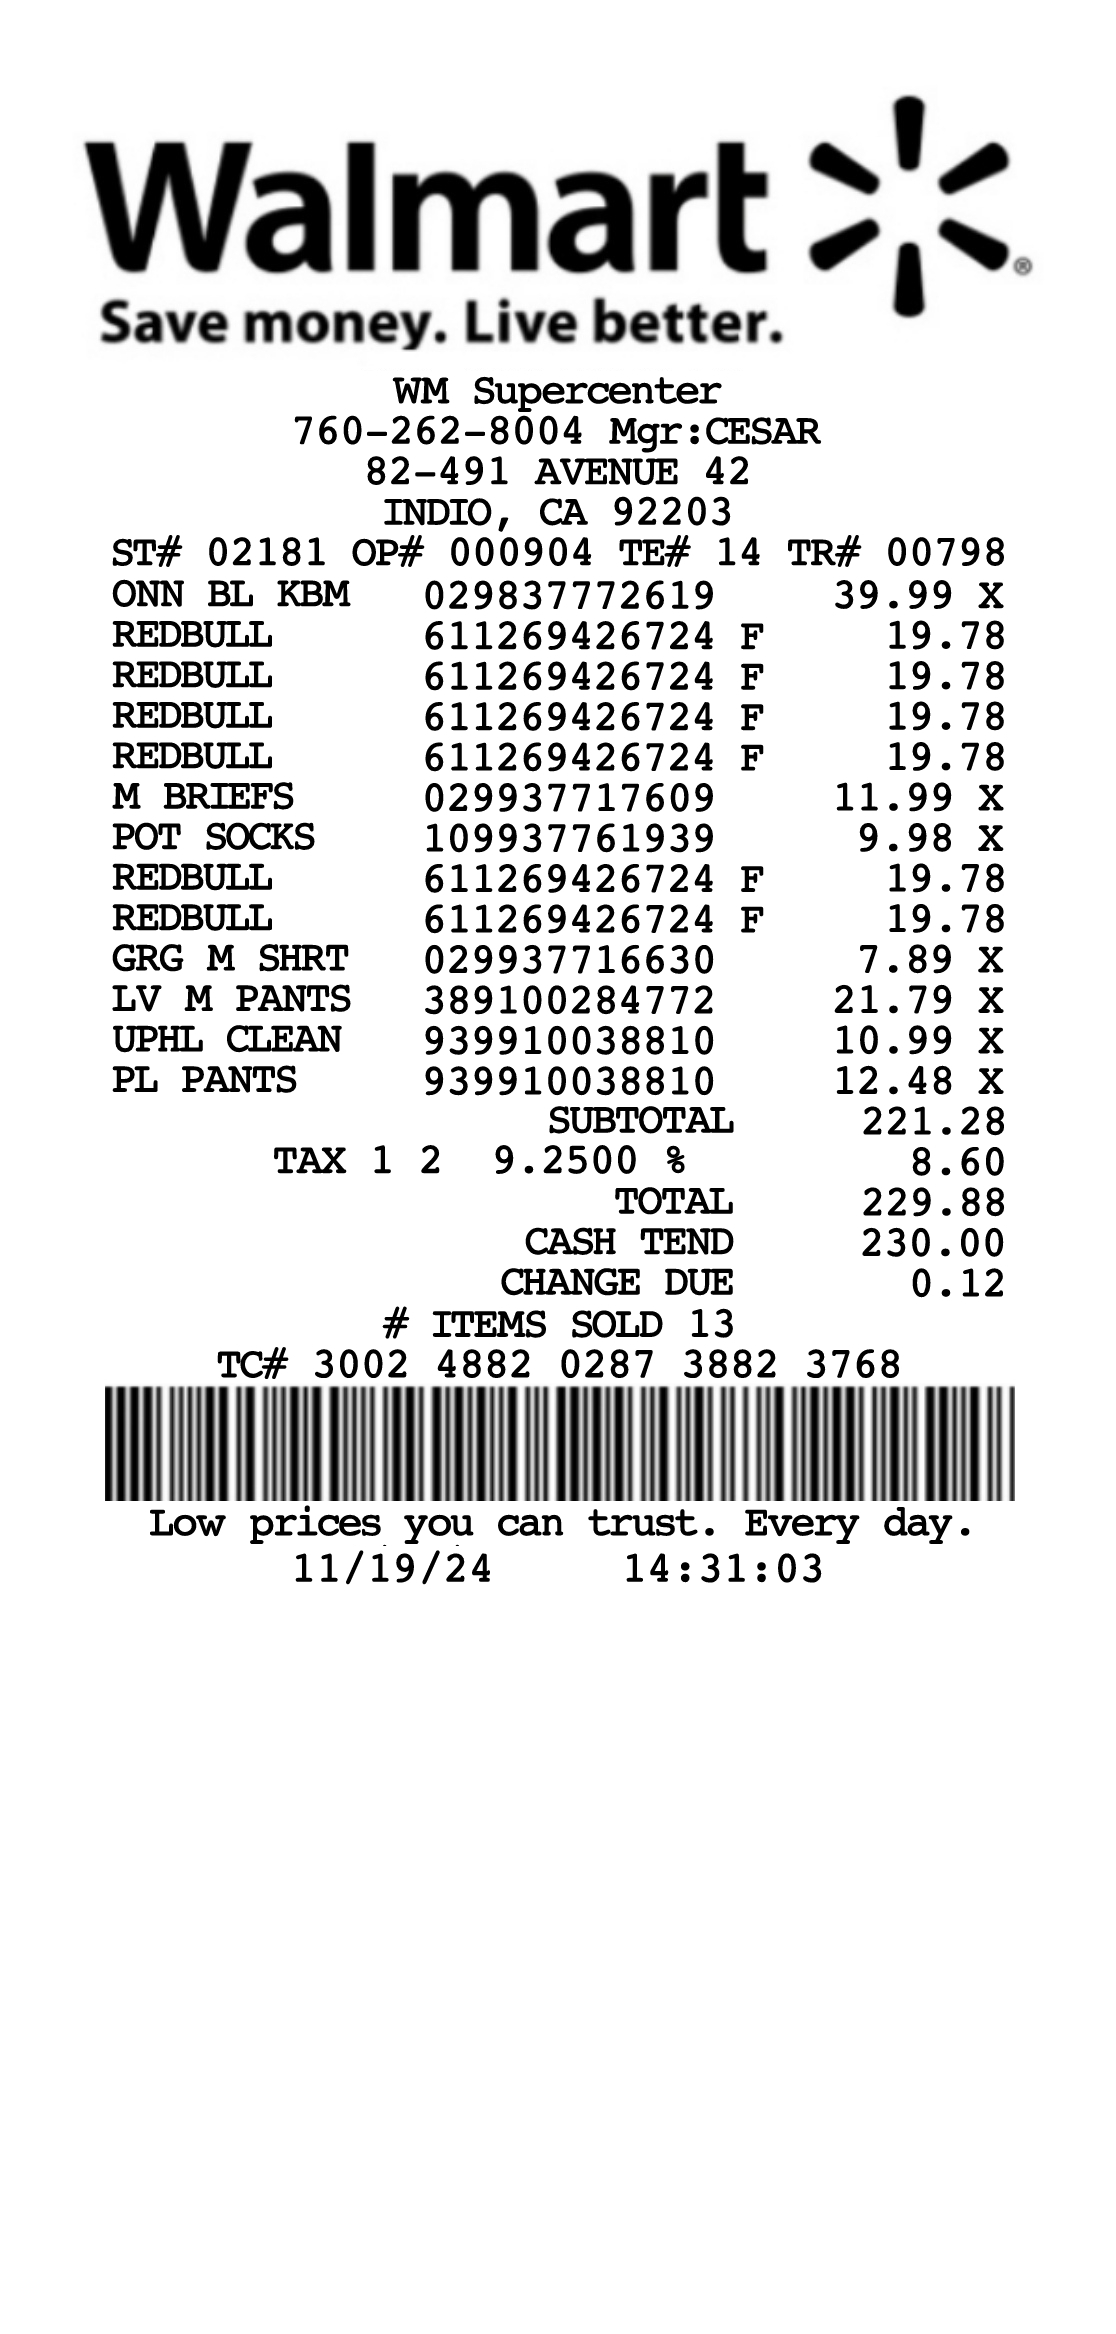 Walmart
Save money. Live better.
WM Supercenter
760-262-8004 Mgr:CESAR
82-491 AVENUE 42
INDIO, CA 92203
ST# 02181 OP# 000904 TE# 14 TR# 00798
ONN BL KBM 029837772619 39.99 X
REDBULL 611269426724 F 19.78
REDBULL 611269426724 F 19.78
REDBULL 611269426724 F 19.78
REDBULL 611269426724 F 19.78
M BRIEFS 029937717609 11.99 X
POT SOCKS 109937761939 9.98 X
REDBULL 611269426724 F 19.78
REDBULL 611269426724 F 19.78
GRG M SHRT 029937716630 7.89 X
LV M PANTS 389100284772 21.79 X
UPHL CLEAN 939910038810 10.99 X
PL PANTS 939910038810 12.48 X
SUBTOTAL 221.28
TAX 1 2 9.2500 % 8.60
TOTAL 229.88
CASH TEND 230.00
CHANGE DUE 0.12
# ITEMS SOLD 13
TC# 3002 4882 0287 3882 3768
Low prices you can trust. Every day.
11/19/24 14:31:03